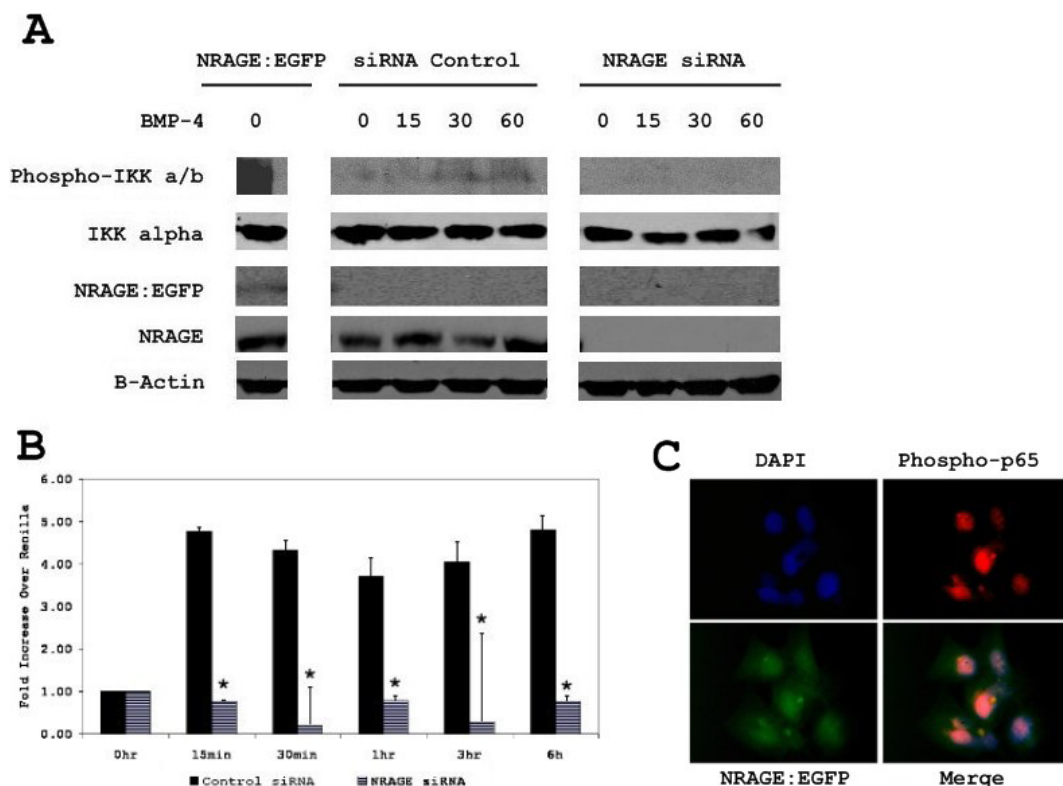 A
NRAGE:EGFP siRNA Control NRAGE siRNA
BMP-4 0 0 15 30 60 0 15 30 60
Phospho-IKK a/b
IKK alpha
NRAGE:EGFP
NRAGE
B-Actin
B
Fold Increase Over Renilla
6.00
5.00
4.00
3.00
2.00
1.00
0.00
* * * * *
0hr 15min 30min 1hr 3hr 6h
Control siRNA NRAGE siRNA
C
DAPI Phospho-p65
NRAGE:EGFP Merge